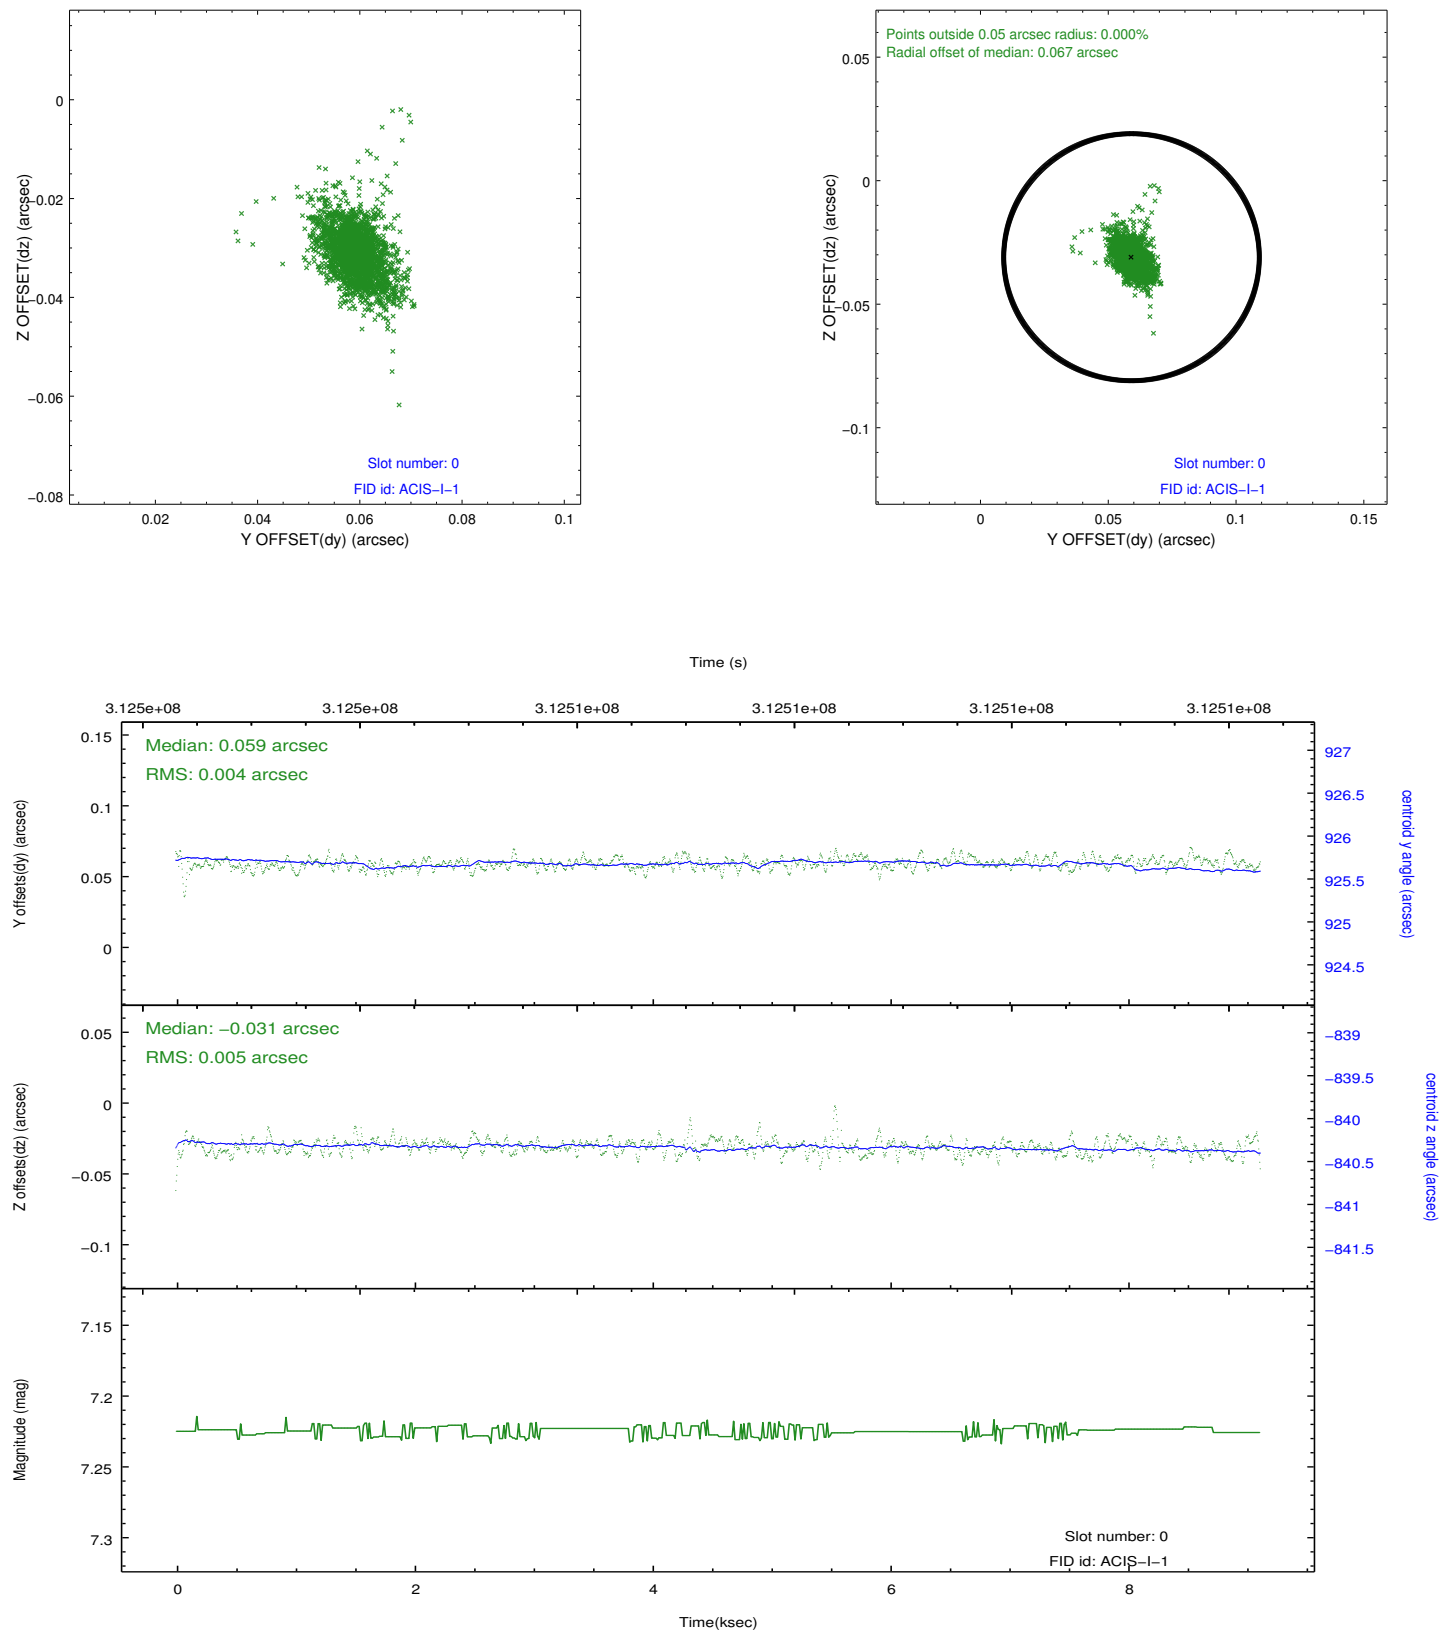 Z OFFSET(dz) (arcsec)
0
−0.02
−0.04
−0.06
−0.08
Slot number: 0
FID id: ACIS−I−1
0.02 0.04 0.06 0.08 0.1
Y OFFSET(dy) (arcsec)
Points outside 0.05 arcsec radius: 0.000%
Radial offset of median: 0.067 arcsec
Z OFFSET(dz) (arcsec)
0.05
0
−0.05
−0.1
Slot number: 0
FID id: ACIS−I−1
0 0.05 0.1 0.15
Y OFFSET(dy) (arcsec)
Time (s)
3.125e+08 3.125e+08 3.1251e+08 3.1251e+08 3.1251e+08 3.1251e+08
Median: 0.059 arcsec
RMS: 0.004 arcsec
Y offsets(dy) (arcsec)
0.15
0.1
0.05
0
927
926.5
926
925.5
925
924.5
centroid y angle (arcsec)
Median: −0.031 arcsec
RMS: 0.005 arcsec
Z offsets(dz) (arcsec)
0.05
0
−0.05
−0.1
−839
−839.5
−840
−840.5
−841
−841.5
centroid z angle (arcsec)
Magnitude (mag)
7.15
7.2
7.25
7.3
Slot number: 0
FID id: ACIS−I−1
0 2 4 6 8
Time(ksec)